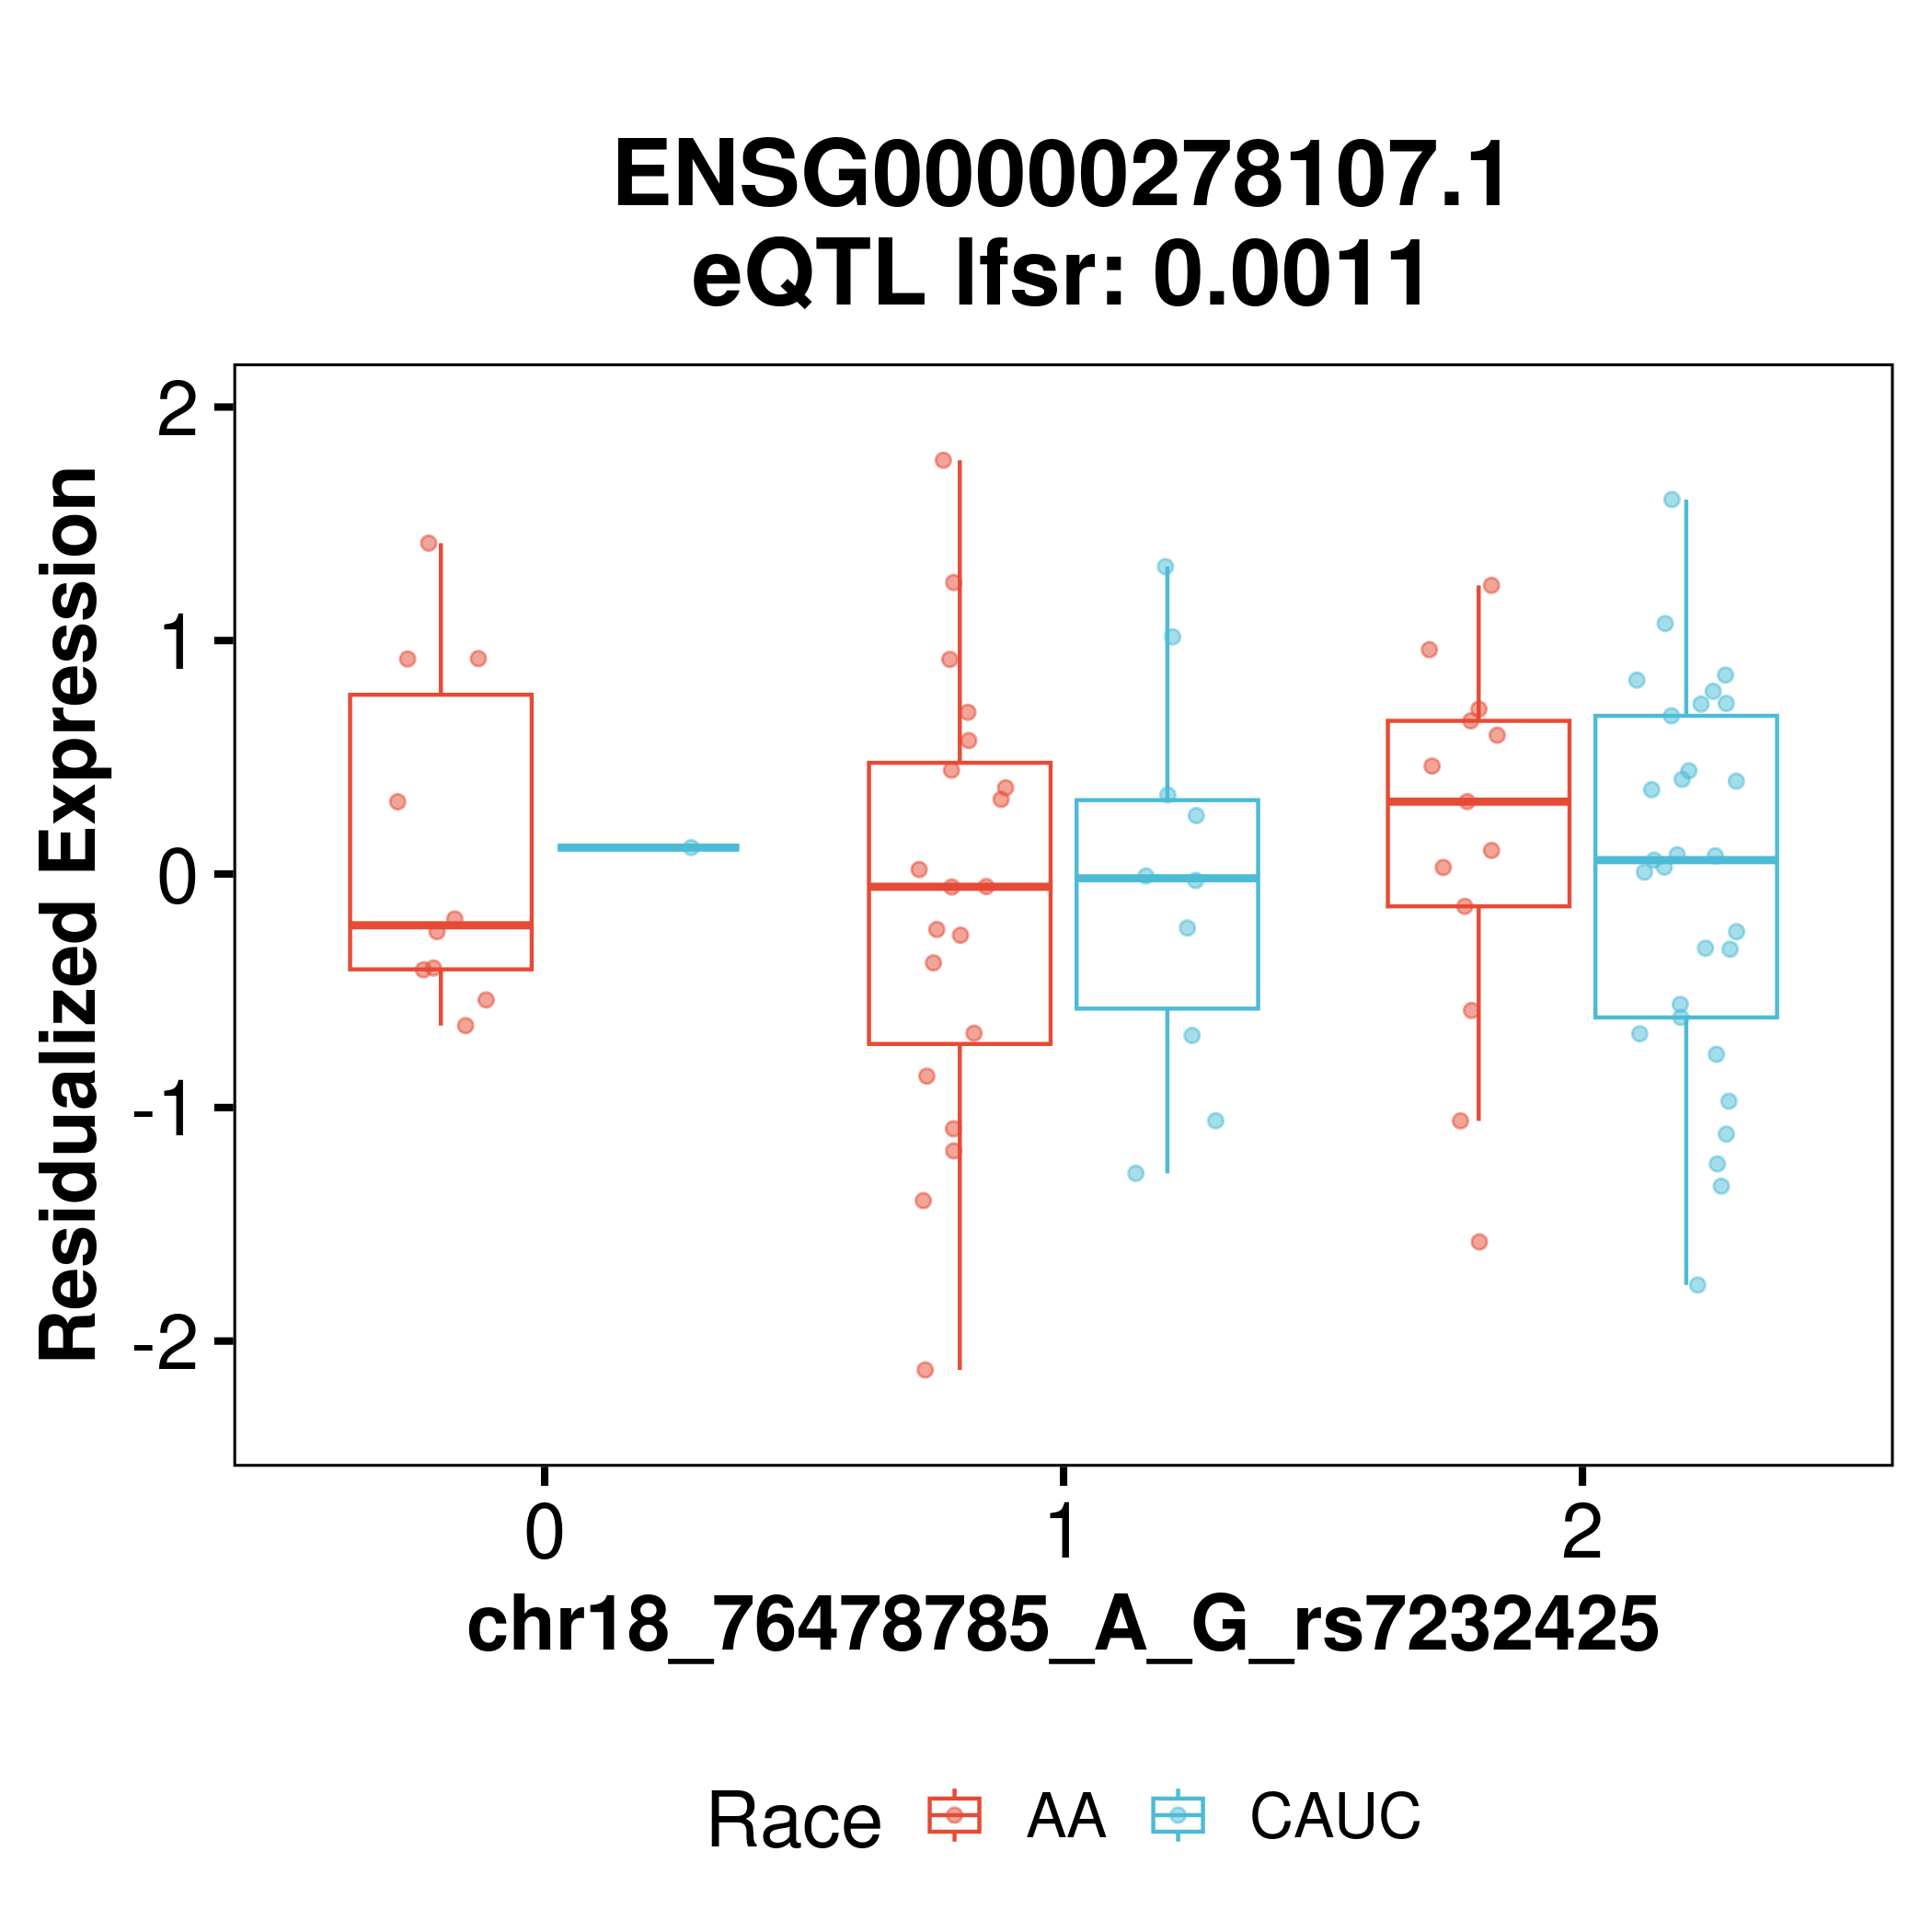 ENSG00000278107.1
eQTL lfsr: 0.0011
Residualized Expression
2
1
0
-1
-2
0 1 2
chr18_76478785_A_G_rs7232425
Race AA CAUC